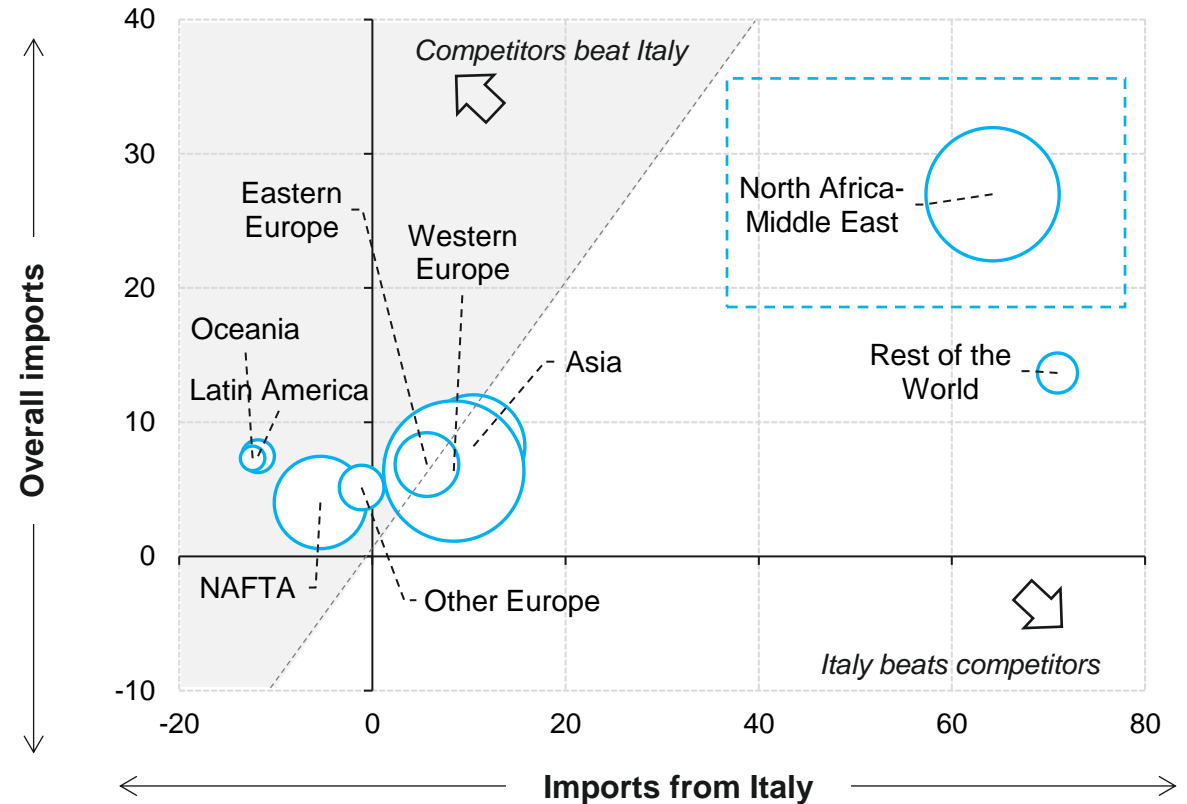 40
Competitors beat Italy
30
Eastern
Europe
Western
Europe
North Africa-
Middle East
20
Oceania
Latin America
Asia
Rest of the
World
10
0
NAFTA
Other Europe
Italy beats competitors
-10
-20
0
20
40
60
80
Overall imports
Imports from Italy